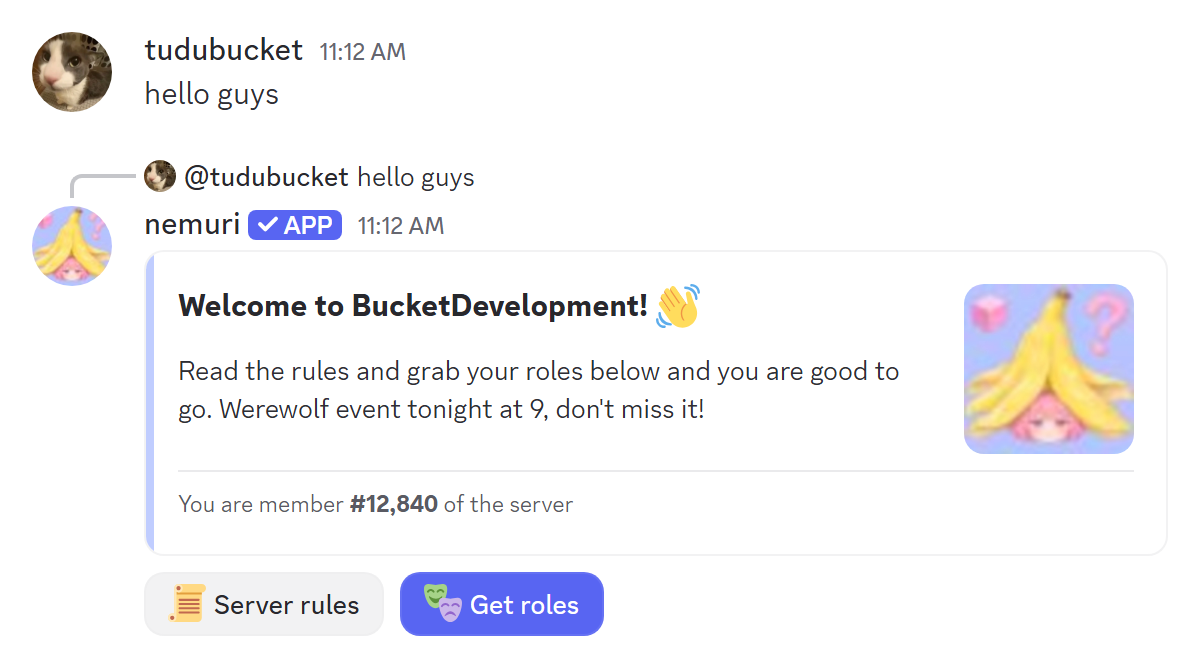 tudubucket 11:12 AM
hello guys
@tudubucket hello guys
nemuri ✓ APP 11:12 AM
Welcome to BucketDevelopment! 👋
Read the rules and grab your roles below and you are good to
go. Werewolf event tonight at 9, don't miss it!
You are member #12,840 of the server
📜 Server rules 🎭 Get roles